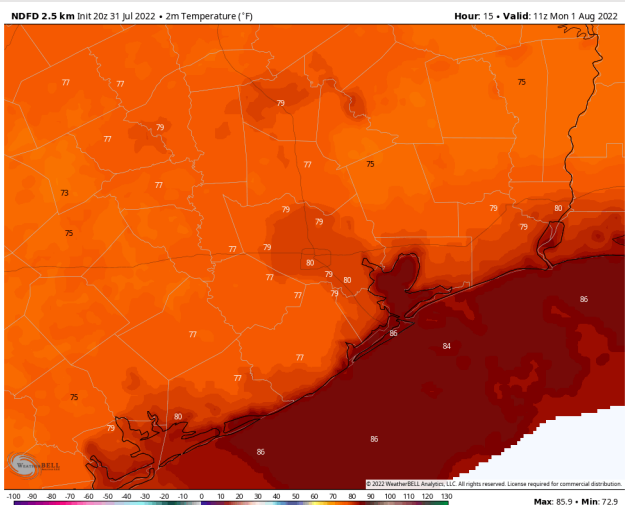 NDFD 2.5 km Init 20z 31 Jul 2022 • 2m Temperature (°F) Hour: 15 • Valid: 11z Mon 1 Aug 2022
77 77 75
79
79
77
77 75
77
73
79 79 80
79 79
75
77 79
80
77 79 80
77 79
86
77 86
84
77
77
75
80
79
86
86
WeatherBELL
© 2022 WeatherBELL Analytics, LLC. All rights reserved. License required for commercial distribution.
-100 -90 -80 -70 -60 -50 -40 -30 -20 -10 0 10 20 30 40 50 60 70 80 90 100 110 120 130
Max: 85.9 • Min: 72.9